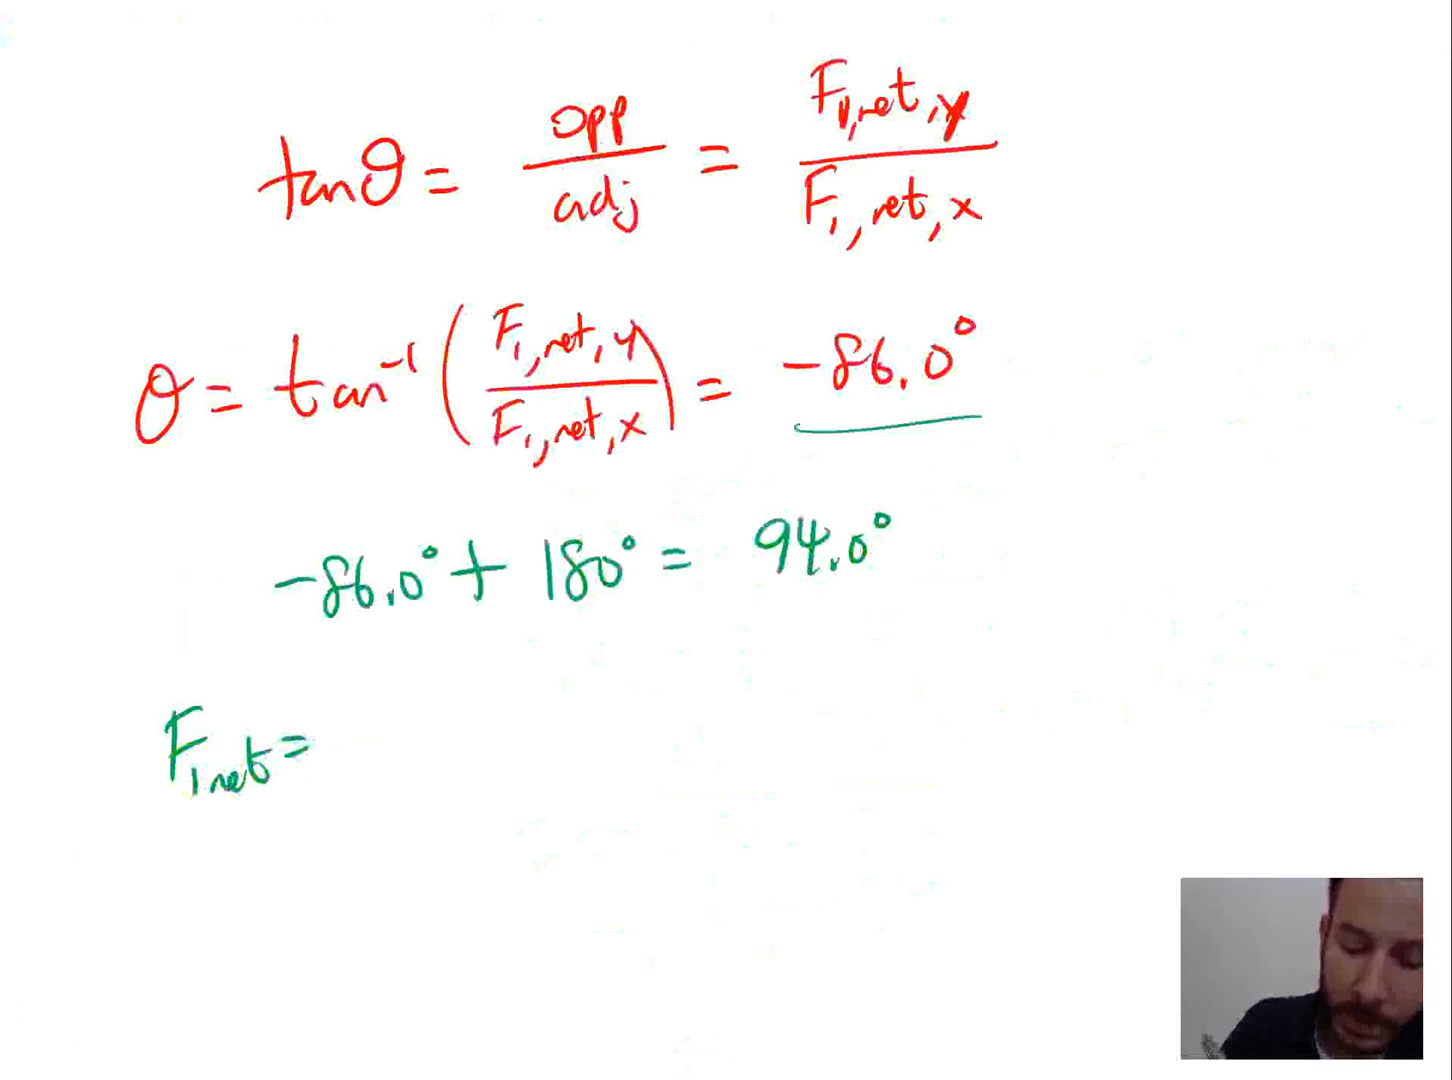 tanθ = opp/adj = F1,net,y/F1,net,x
θ = tan⁻¹(F1,net,y/F1,net,x) = -86.0°
-86.0° + 180° = 94.0°
F1net =